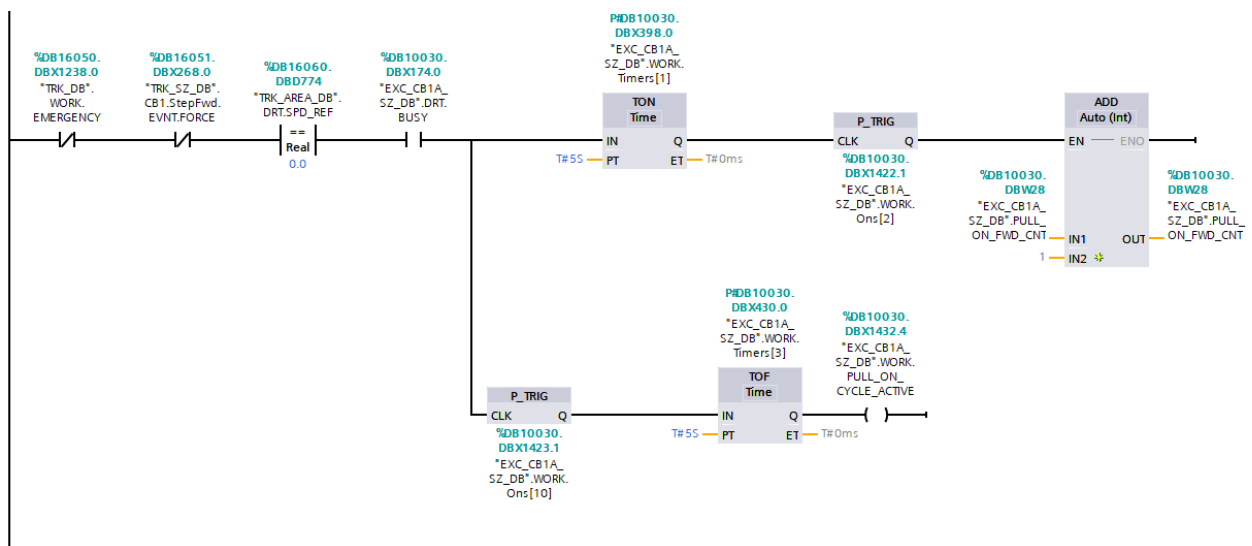 %DB16050.
DBX1238.0
"TRK_DB".
WORK.
EMERGENCY
%DB16051.
DBX268.0
"TRK_SZ_DB".
CB1.StepFwd.
EVNT.FORCE
%DB16060.
DBD774
"TRK_AREA_DB".
DRT.SPD_REF
==
Real
0.0
%DB10030.
DBX174.0
"EXC_CB1A_
SZ_DB".DRT.
BUSY
P#DB10030.
DBX398.0
"EXC_CB1A_
SZ_DB".WORK.
Timers[1]
TON
Time
IN Q
T#5S PT ET T#0ms
P_TRIG
CLK Q
%DB10030.
DBX1422.1
"EXC_CB1A_
SZ_DB".WORK.
Ons[2]
ADD
Auto (Int)
EN ENO
%DB10030.
DBW28
"EXC_CB1A_
SZ_DB".PULL_
ON_FWD_CNT
IN1 OUT
1 IN2
%DB10030.
DBW28
"EXC_CB1A_
SZ_DB".PULL_
ON_FWD_CNT
P_TRIG
CLK Q
%DB10030.
DBX1423.1
"EXC_CB1A_
SZ_DB".WORK.
Ons[10]
P#DB10030.
DBX430.0
"EXC_CB1A_
SZ_DB".WORK.
Timers[3]
TOF
Time
IN Q
T#5S PT ET T#0ms
%DB10030.
DBX1432.4
"EXC_CB1A_
SZ_DB".WORK.
PULL_ON_
CYCLE_ACTIVE